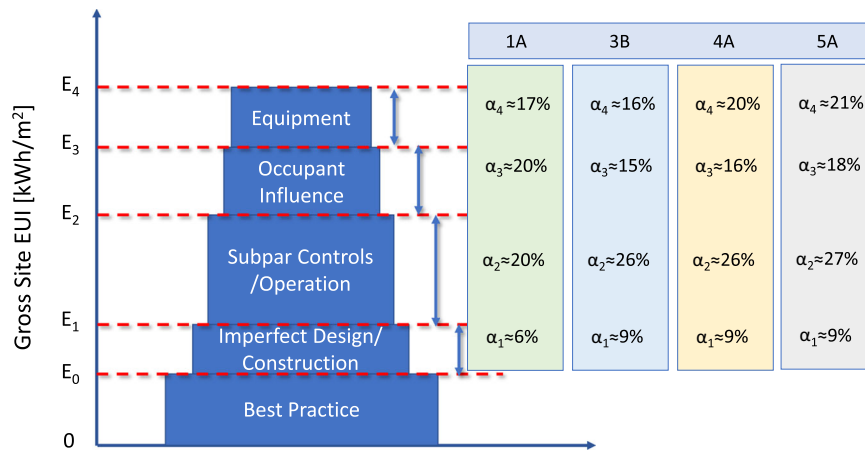 Gross Site EUI [kWh/m²]
E₄
E₃
E₂
E₁
E₀
0
Equipment
Occupant
Influence
Subpar Controls
/Operation
Imperfect Design/
Construction
Best Practice
1A 3B 4A 5A
α₄≈17% α₄≈16% α₄≈20% α₄≈21%
α₃≈20% α₃≈15% α₃≈16% α₃≈18%
α₂≈20% α₂≈26% α₂≈26% α₂≈27%
α₁≈6% α₁≈9% α₁≈9% α₁≈9%